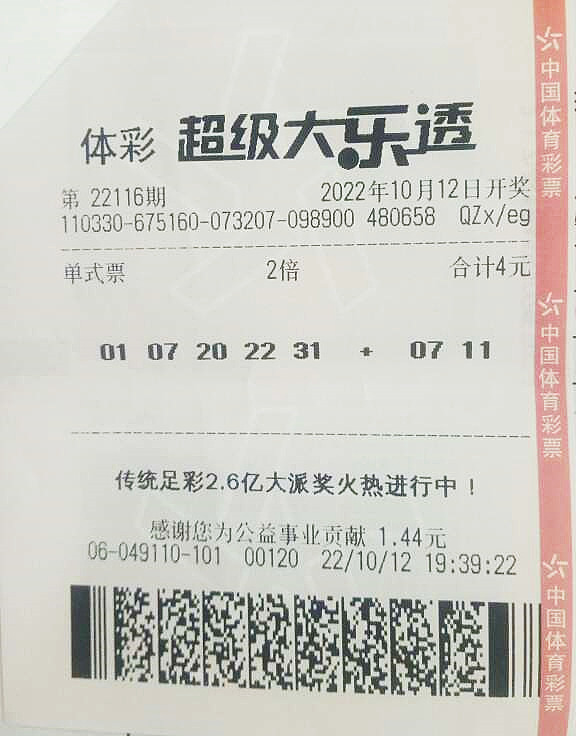 体彩 超级大乐透
第 22116期 2022年10月12日开奖
110330-675160-073207-098900 480658 QZx/eg
单式票 2倍 合计4元
01 07 20 22 31 + 07 11
传统足彩2.6亿大派奖火热进行中！
感谢您为公益事业贡献 1.44元
06-049110-101 00120 22/10/12 19:39:22
中国体育彩票
中国体育彩票
中国体育彩票